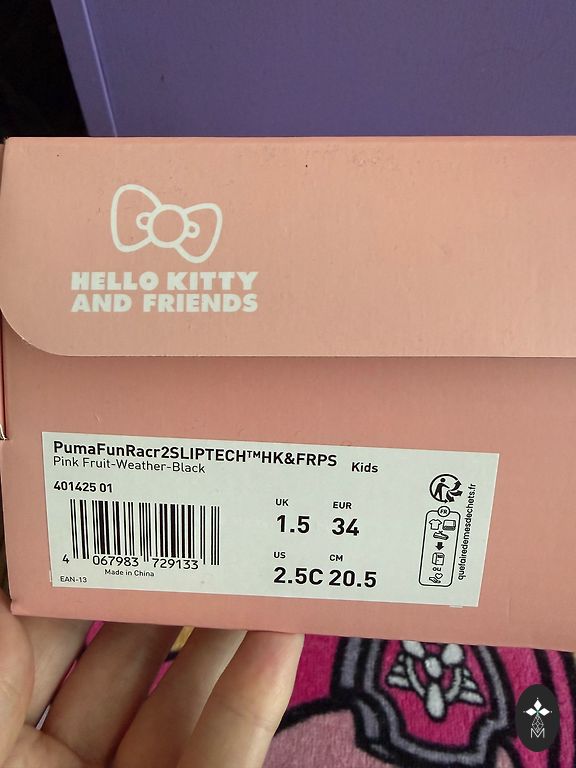 HELLO KITTY
AND FRIENDS
PumaFunRacr2SLIPTECH™HK&FRPS Kids
Pink Fruit-Weather-Black
401425 01
4 067983 729133
Made in China
EAN-13
UK EUR
1.5 34
US CM
2.5C 20.5
FR
quefairedemesdechets.fr
M